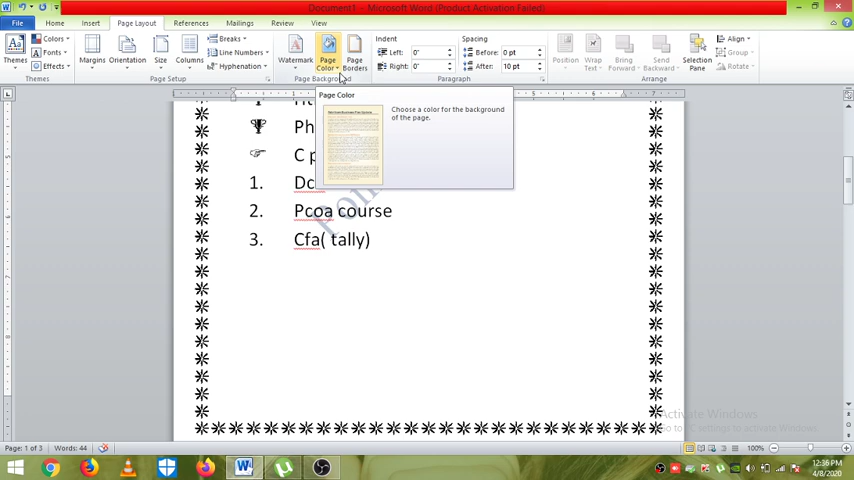 Document1 - Microsoft Word (Product Activation Failed)
File Home Insert Page Layout References Mailings Review View
Themes Colors Fonts Effects Margins Orientation Size Columns Breaks Line Numbers Hyphenation Watermark Page Color Page Borders Indent Left: 0" Right: 0" Spacing Before: 0 pt After: 10 pt Position Wrap Text Bring Forward Send Backward Selection Pane Align Group Rotate
Themes Page Setup Page Background Paragraph Arrange
Page Color
Choose a color for the background
of the page.
Ph
C p
1. Dc
2. Pcoa course
3. Cfa( tally)
Activate Windows
Go to PC settings to activate Windows.
Page: 1 of 3 Words: 44 100%
12:36 PM
4/8/2020